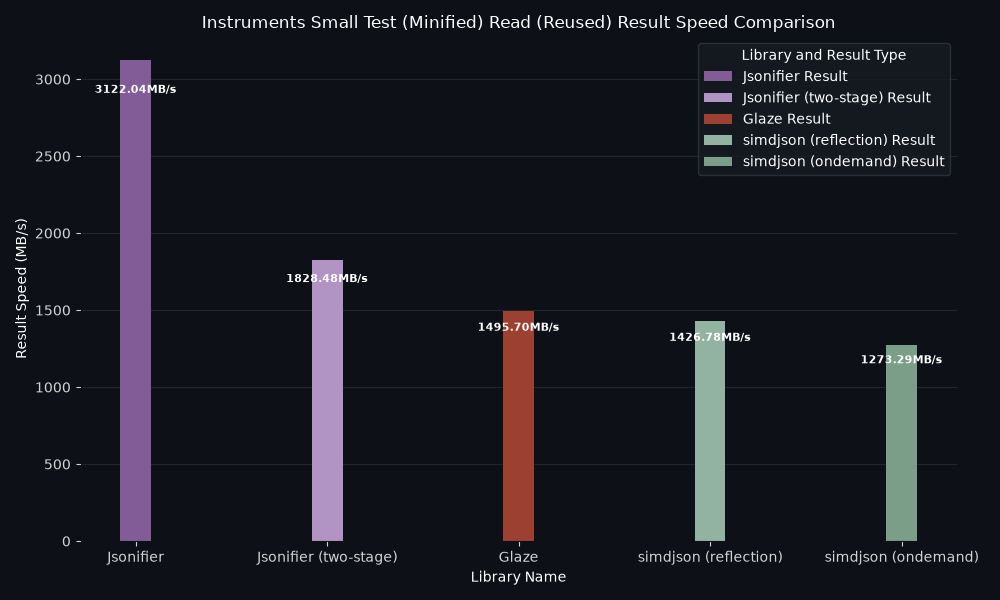 Instruments Small Test (Minified) Read (Reused) Result Speed Comparison
Library and Result Type
Jsonifier Result
Jsonifier (two-stage) Result
Glaze Result
simdjson (reflection) Result
simdjson (ondemand) Result
Result Speed (MB/s)
3000
2500
2000
1500
1000
500
0
3122.04MB/s
1828.48MB/s
1495.70MB/s
1426.78MB/s
1273.29MB/s
Jsonifier
Jsonifier (two-stage)
Glaze
simdjson (reflection)
simdjson (ondemand)
Library Name